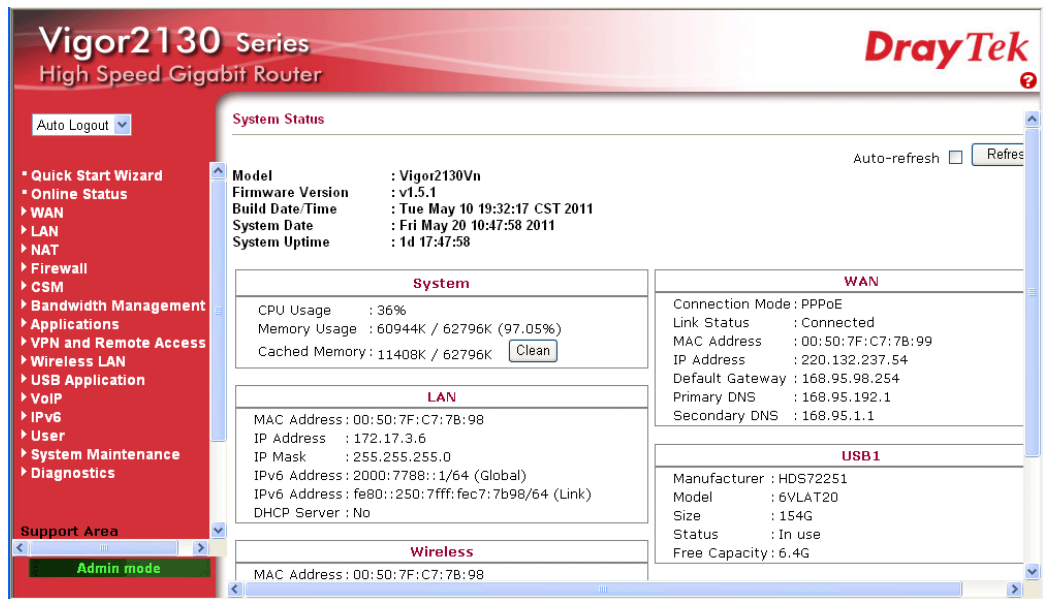 Vigor2130 Series
High Speed Gigabit Router
DrayTek
?
Auto Logout
Quick Start Wizard
Online Status
WAN
LAN
NAT
Firewall
CSM
Bandwidth Management
Applications
VPN and Remote Access
Wireless LAN
USB Application
VoIP
IPv6
User
System Maintenance
Diagnostics
Support Area
Admin mode
System Status
Auto-refresh
Refres
Model : Vigor2130Vn
Firmware Version : v1.5.1
Build Date/Time : Tue May 10 19:32:17 CST 2011
System Date : Fri May 20 10:47:58 2011
System Uptime : 1d 17:47:58
System
CPU Usage : 36%
Memory Usage : 60944K / 62796K (97.05%)
Cached Memory : 11408K / 62796K Clean
LAN
MAC Address : 00:50:7F:C7:7B:98
IP Address : 172.17.3.6
IP Mask : 255.255.255.0
IPv6 Address : 2000:7788::1/64 (Global)
IPv6 Address : fe80::250:7fff:fec7:7b98/64 (Link)
DHCP Server : No
Wireless
MAC Address : 00:50:7F:C7:7B:98
WAN
Connection Mode : PPPoE
Link Status : Connected
MAC Address : 00:50:7F:C7:7B:99
IP Address : 220.132.237.54
Default Gateway : 168.95.98.254
Primary DNS : 168.95.192.1
Secondary DNS : 168.95.1.1
USB1
Manufacturer : HDS72251
Model : 6VLAT20
Size : 154G
Status : In use
Free Capacity : 6.4G